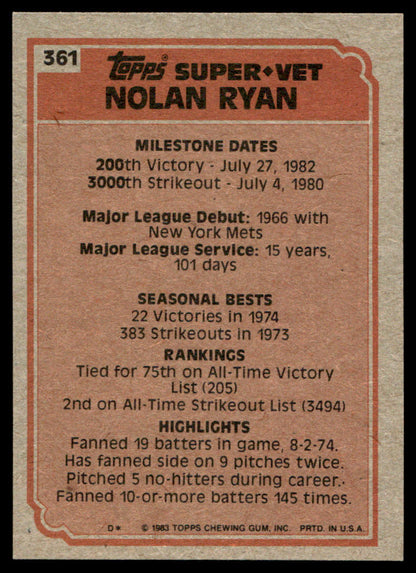 361
Topps SUPER•VET
NOLAN RYAN
MILESTONE DATES
200th Victory - July 27, 1982
3000th Strikeout - July 4, 1980
Major League Debut: 1966 with
New York Mets
Major League Service: 15 years,
101 days
SEASONAL BESTS
22 Victories in 1974
383 Strikeouts in 1973
RANKINGS
Tied for 75th on All-Time Victory
List (205)
2nd on All-Time Strikeout List (3494)
HIGHLIGHTS
Fanned 19 batters in game, 8-2-74.
Has fanned side on 9 pitches twice.
Pitched 5 no-hitters during career.
Fanned 10-or-more batters 145 times.
D* © 1983 TOPPS CHEWING GUM, INC. PRTD. IN U.S.A.